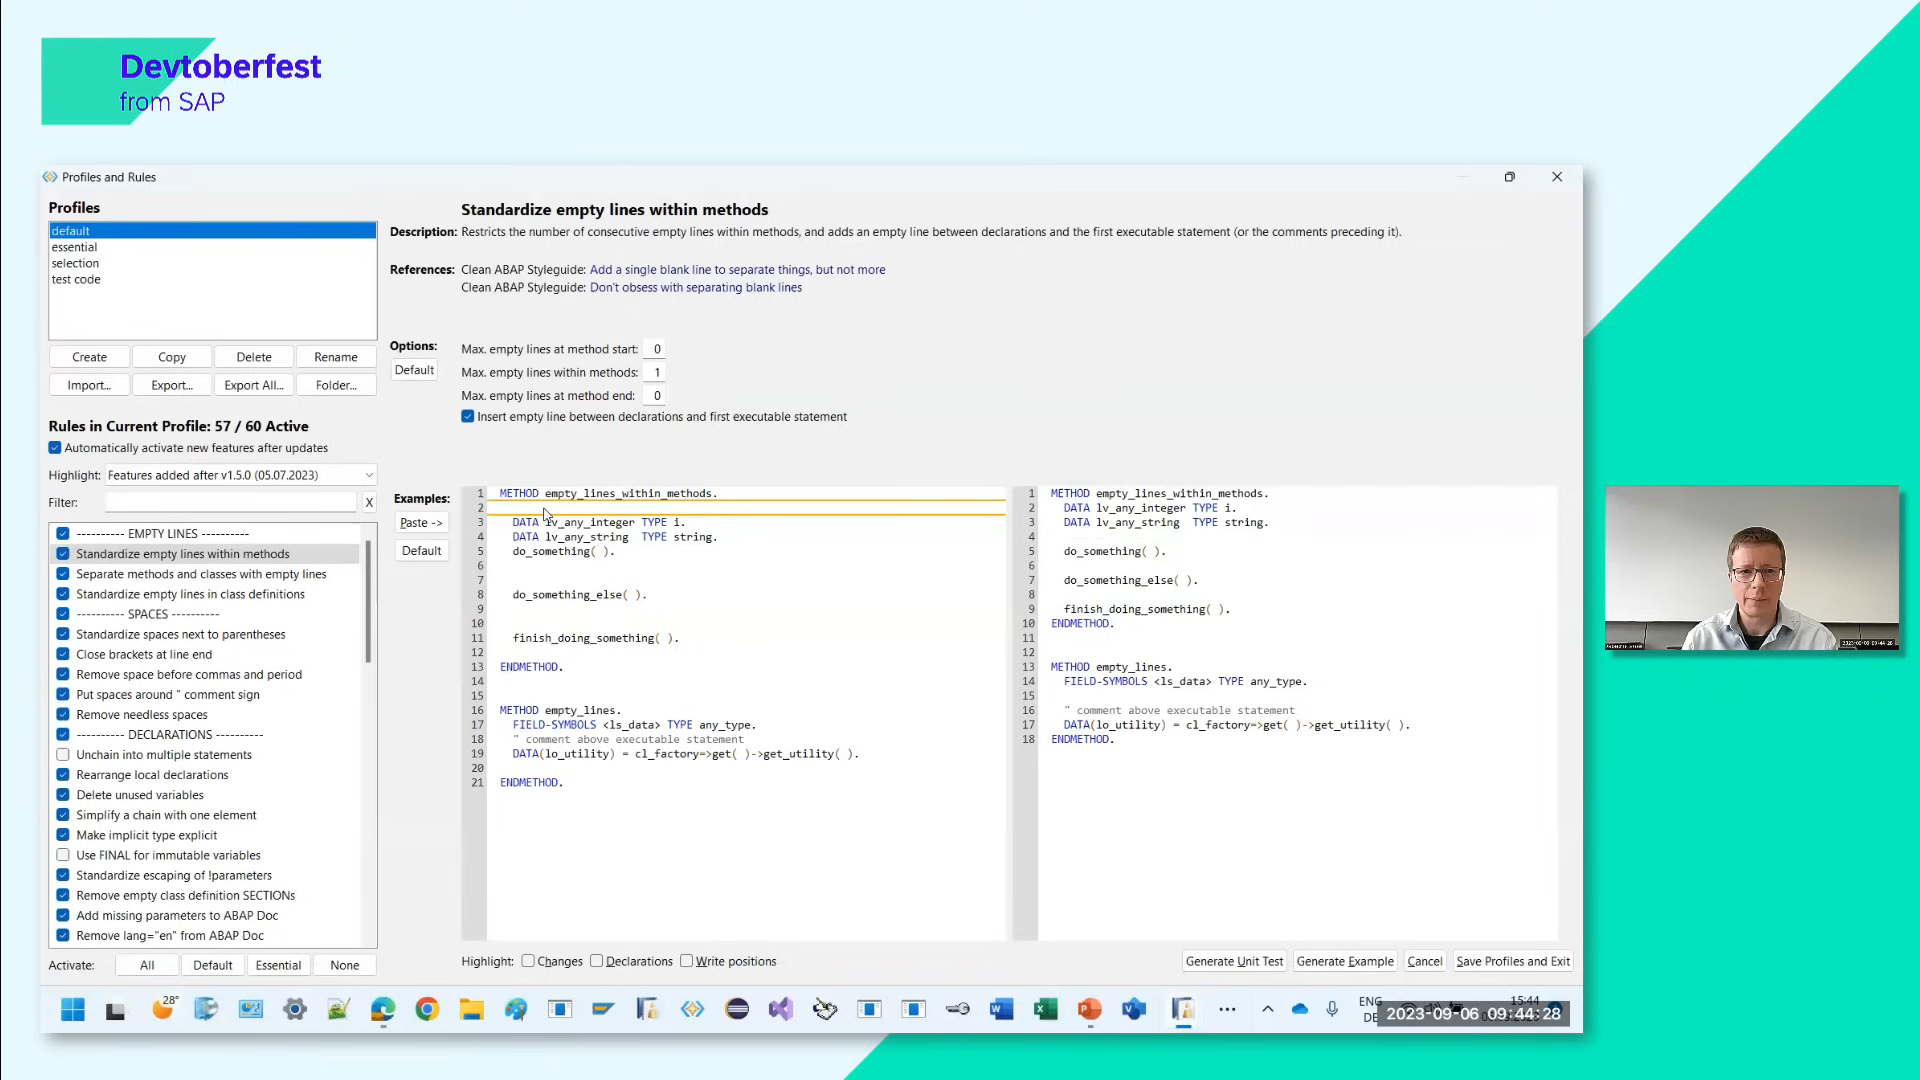 Devtoberfest
from SAP
Profiles and Rules
Profiles
default
essential
selection
test code
Create Copy Delete Rename
Import... Export... Export All... Folder...
Rules in Current Profile: 57 / 60 Active
Automatically activate new features after updates
Highlight: Features added after v1.5.0 (05.07.2023)
Filter: X
---------- EMPTY LINES ----------
Standardize empty lines within methods
Separate methods and classes with empty lines
Standardize empty lines in class definitions
---------- SPACES ----------
Standardize spaces next to parentheses
Close brackets at line end
Remove space before commas and period
Put spaces around " comment sign
Remove needless spaces
---------- DECLARATIONS ----------
Unchain into multiple statements
Rearrange local declarations
Delete unused variables
Simplify a chain with one element
Make implicit type explicit
Use FINAL for immutable variables
Standardize escaping of !parameters
Remove empty class definition SECTIONs
Add missing parameters to ABAP Doc
Remove lang="en" from ABAP Doc
Activate: All Default Essential None
Standardize empty lines within methods
Description: Restricts the number of consecutive empty lines within methods, and adds an empty line between declarations and the first executable statement (or the comments preceding it).
References: Clean ABAP Styleguide: Add a single blank line to separate things, but not more
Clean ABAP Styleguide: Don't obsess with separating blank lines
Options:
Default
Max. empty lines at method start: 0
Max. empty lines within methods: 1
Max. empty lines at method end: 0
Insert empty line between declarations and first executable statement
Examples:
Paste ->
Default
1 METHOD empty_lines_within_methods.
2
3 DATA lv_any_integer TYPE i.
4 DATA lv_any_string  TYPE string.
5 do_something( ).
6
7
8 do_something_else( ).
9
10
11 finish_doing_something( ).
12
13 ENDMETHOD.
14
15
16 METHOD empty_lines.
17 FIELD-SYMBOLS <ls_data> TYPE any_type.
18 " comment above executable statement
19 DATA(lo_utility) = cl_factory=>get( )->get_utility( ).
20
21 ENDMETHOD.
1 METHOD empty_lines_within_methods.
2 DATA lv_any_integer TYPE i.
3 DATA lv_any_string  TYPE string.
4
5 do_something( ).
6
7 do_something_else( ).
8
9 finish_doing_something( ).
10 ENDMETHOD.
11
12
13 METHOD empty_lines.
14 FIELD-SYMBOLS <ls_data> TYPE any_type.
15
16 " comment above executable statement
17 DATA(lo_utility) = cl_factory=>get( )->get_utility( ).
18 ENDMETHOD.
Highlight: Changes Declarations Write positions
Generate Unit Test Generate Example Cancel Save Profiles and Exit
28°
ENG
DE
15:44
2023-09-06 09:44:28